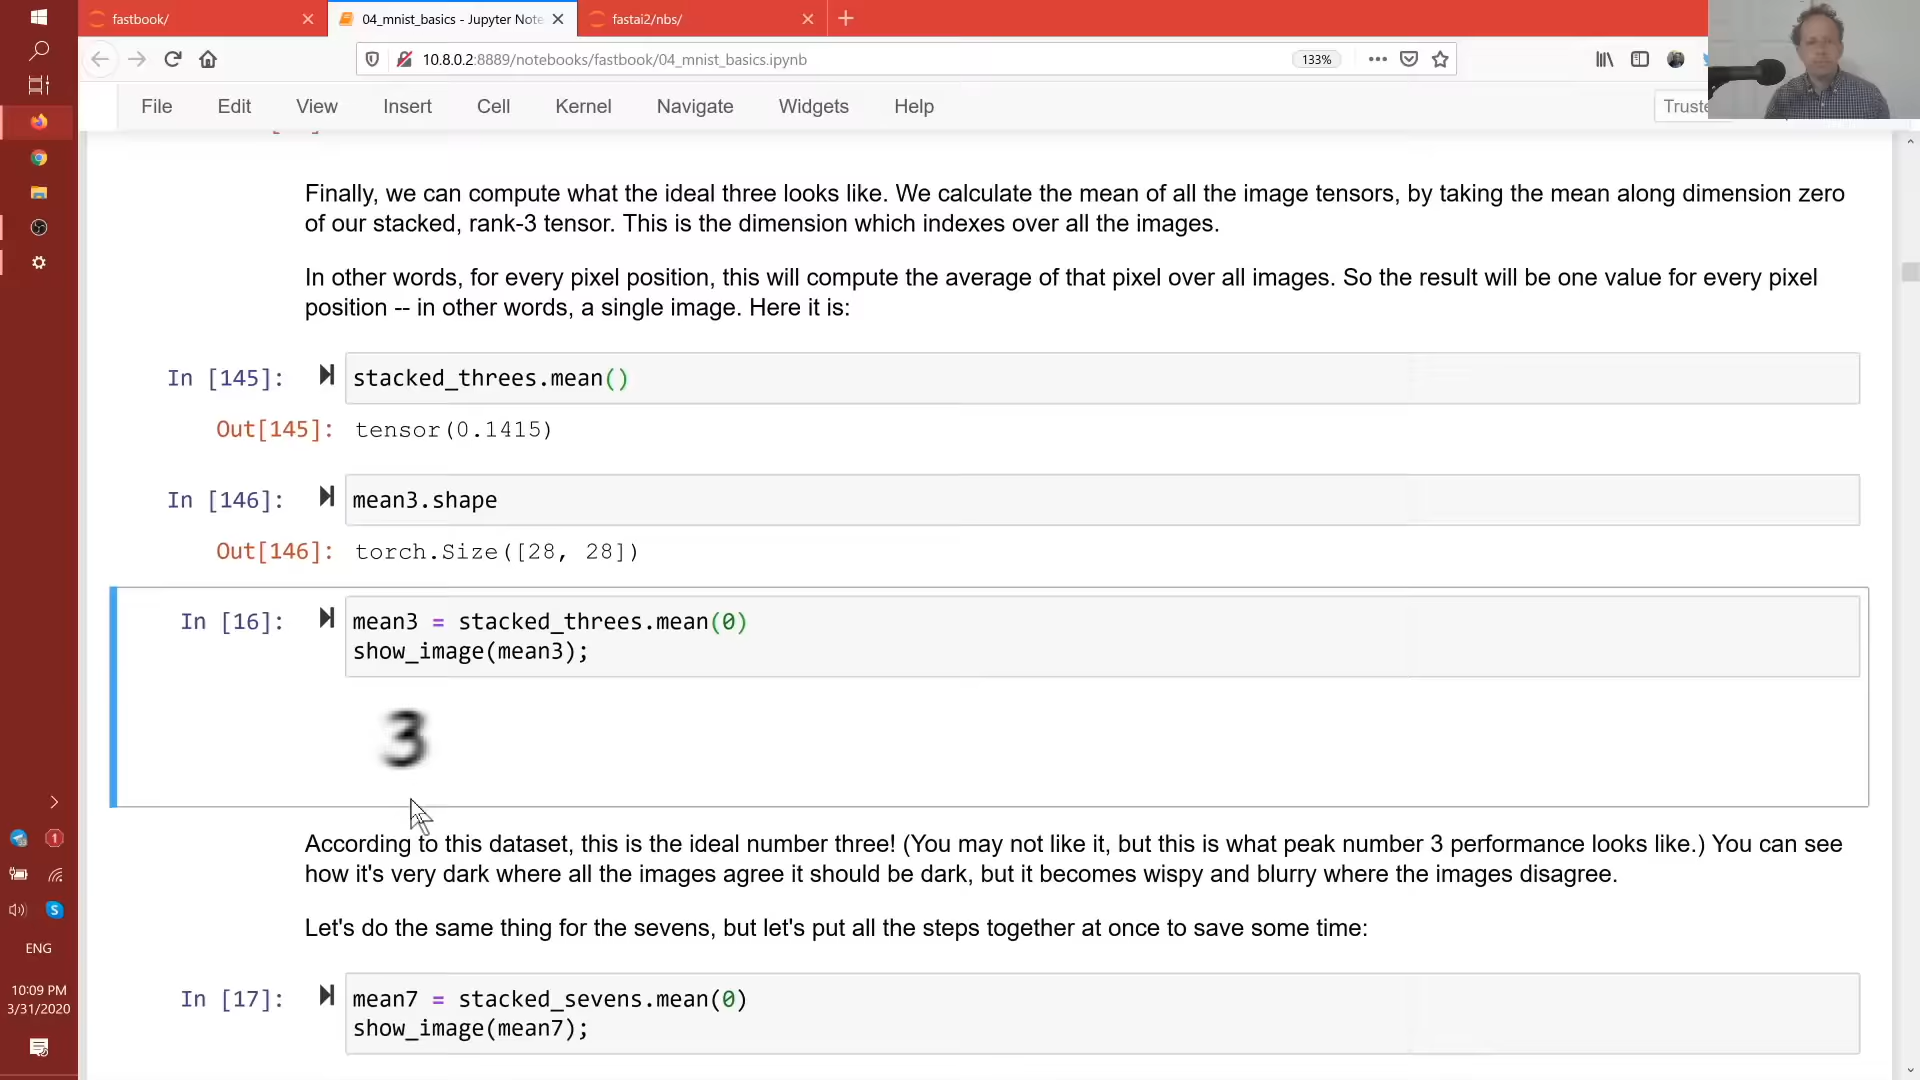 fastbook/
04_mnist_basics - Jupyter Note
fastai2/nbs/
10.8.0.2:8889/notebooks/fastbook/04_mnist_basics.ipynb
133%
File Edit View Insert Cell Kernel Navigate Widgets Help
Finally, we can compute what the ideal three looks like. We calculate the mean of all the image tensors, by taking the mean along dimension zero
of our stacked, rank-3 tensor. This is the dimension which indexes over all the images.
In other words, for every pixel position, this will compute the average of that pixel over all images. So the result will be one value for every pixel
position -- in other words, a single image. Here it is:
In [145]: stacked_threes.mean()
Out[145]: tensor(0.1415)
In [146]: mean3.shape
Out[146]: torch.Size([28, 28])
In [16]: mean3 = stacked_threes.mean(0)
show_image(mean3);
3
According to this dataset, this is the ideal number three! (You may not like it, but this is what peak number 3 performance looks like.) You can see
how it's very dark where all the images agree it should be dark, but it becomes wispy and blurry where the images disagree.
Let's do the same thing for the sevens, but let's put all the steps together at once to save some time:
In [17]: mean7 = stacked_sevens.mean(0)
show_image(mean7);
1
ENG
10:09 PM
3/31/2020